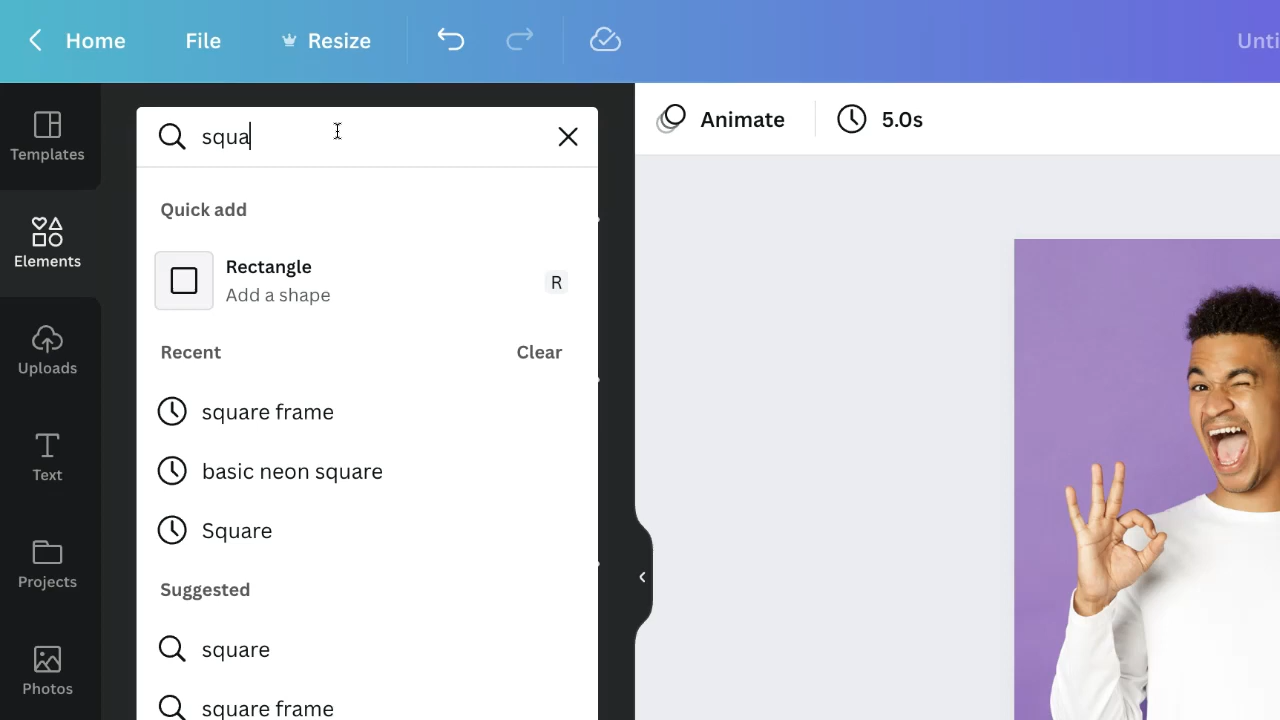 Home
File
Resize
Unti
Templates
Elements
Uploads
Text
Projects
Photos
squa
Quick add
Rectangle
Add a shape
R
Recent
Clear
square frame
basic neon square
Square
Suggested
square
square frame
Animate
5.0s